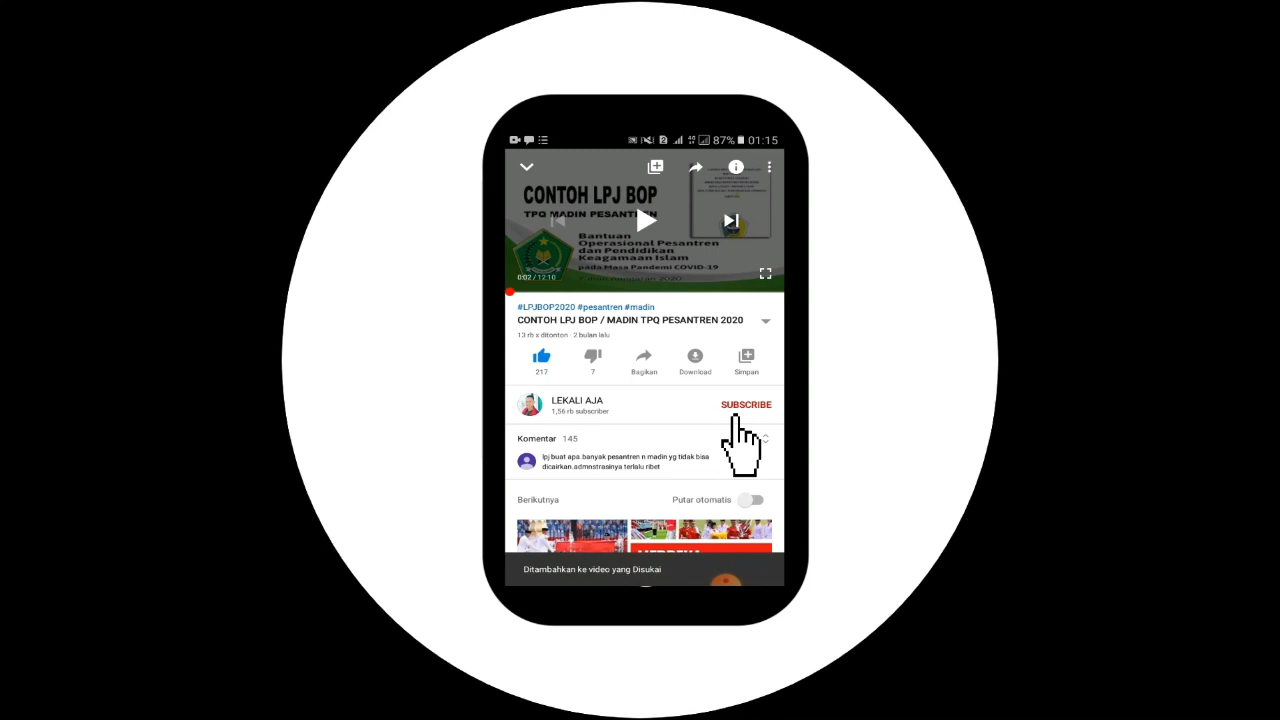 87% 01:15
CONTOH LPJ BOP
TPQ MADIN PESANTREN
Bantuan
Operasional Pesantren
dan Pendidikan
Keagamaan Islam
pada Masa Pandemi COVID-19
0:02 / 12:10
#LPJBOP2020 #pesantren #madin
CONTOH LPJ BOP / MADIN TPQ PESANTREN 2020
13 rb x ditonton · 2 bulan lalu
217 7 Bagikan Download Simpan
LEKALI AJA
1,56 rb subscriber
SUBSCRIBE
Komentar 145
lpj buat apa.banyak pesantren n madin yg tidak bisa
dicairkan.admnstrasinya terlalu ribet
Berikutnya Putar otomatis
MERDEKA
Ditambahkan ke video yang Disukai